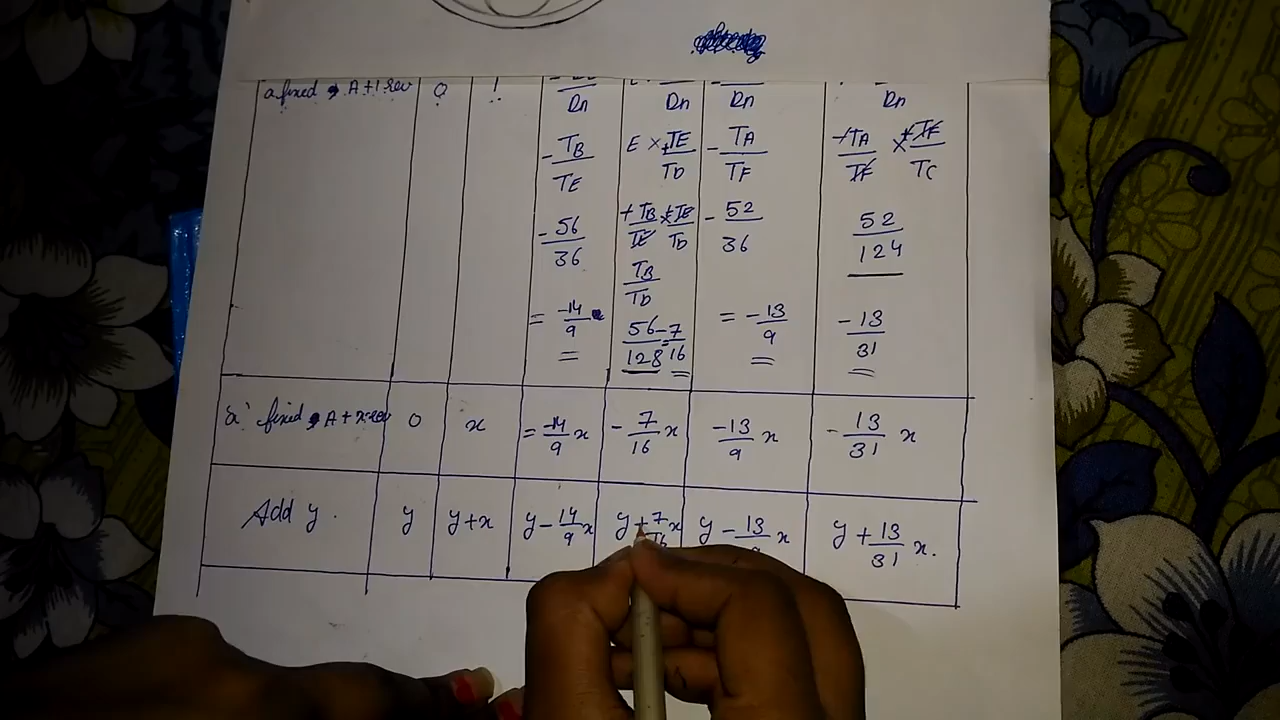 a fixed A+1 rev 0 1 Dn Dn Dn Dn
- TB/TE E × TE/TD - TA/TF + TA/TF × TF/TC
- 56/36 + TB/TE × TE/TD - 52/36 52/124
TB/TD
= -14/9 56/128 = 7/16 = -13/9 -13/31
'a' fixed A+x rev 0 x = -14/9 x - 7/16 x -13/9 x - 13/31 x
Add y. y y+x y - 14/9 x y + 7/16 x y - 13/9 x y + 13/31 x.